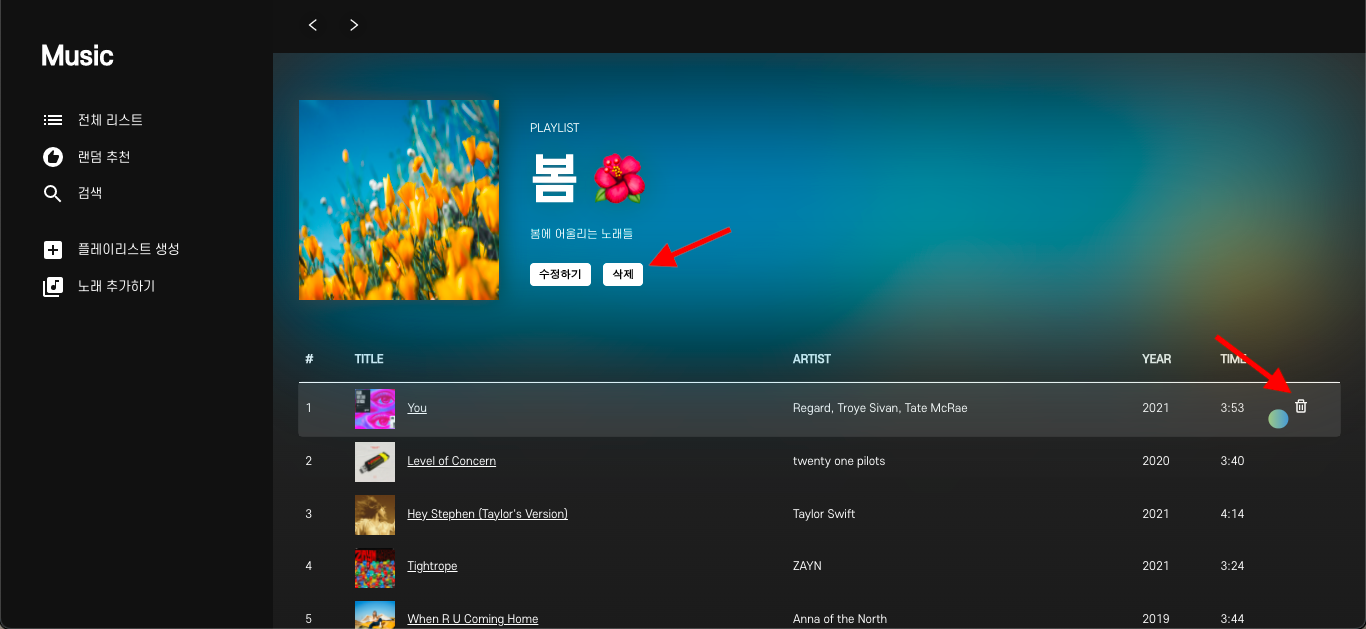 Music
전체 리스트
랜덤 추천
검색
플레이리스트 생성
노래 추가하기
PLAYLIST
봄 🌺
봄에 어울리는 노래들
수정하기 삭제
# TITLE ARTIST YEAR TIME
1 You Regard, Troye Sivan, Tate McRae 2021 3:53
2 Level of Concern twenty one pilots 2020 3:40
3 Hey Stephen (Taylor's Version) Taylor Swift 2021 4:14
4 Tightrope ZAYN 2021 3:24
5 When R U Coming Home Anna of the North 2019 3:44